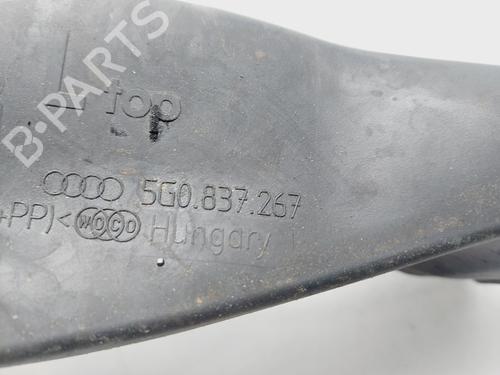 L top
B-PARTS
5G0.837.267
+PP)< WOCO Hungary